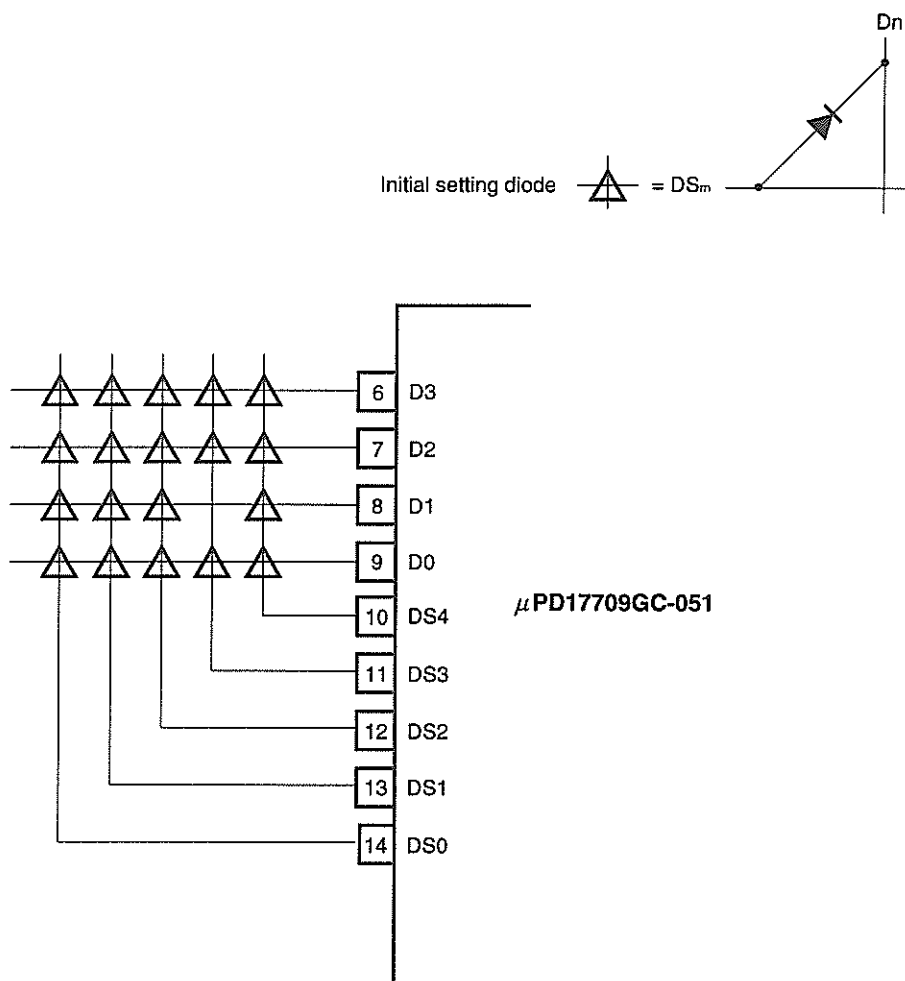 Dn
Initial setting diode = DSm
6 D3
7 D2
8 D1
9 D0
10 DS4
μPD17709GC-051
11 DS3
12 DS2
13 DS1
14 DS0